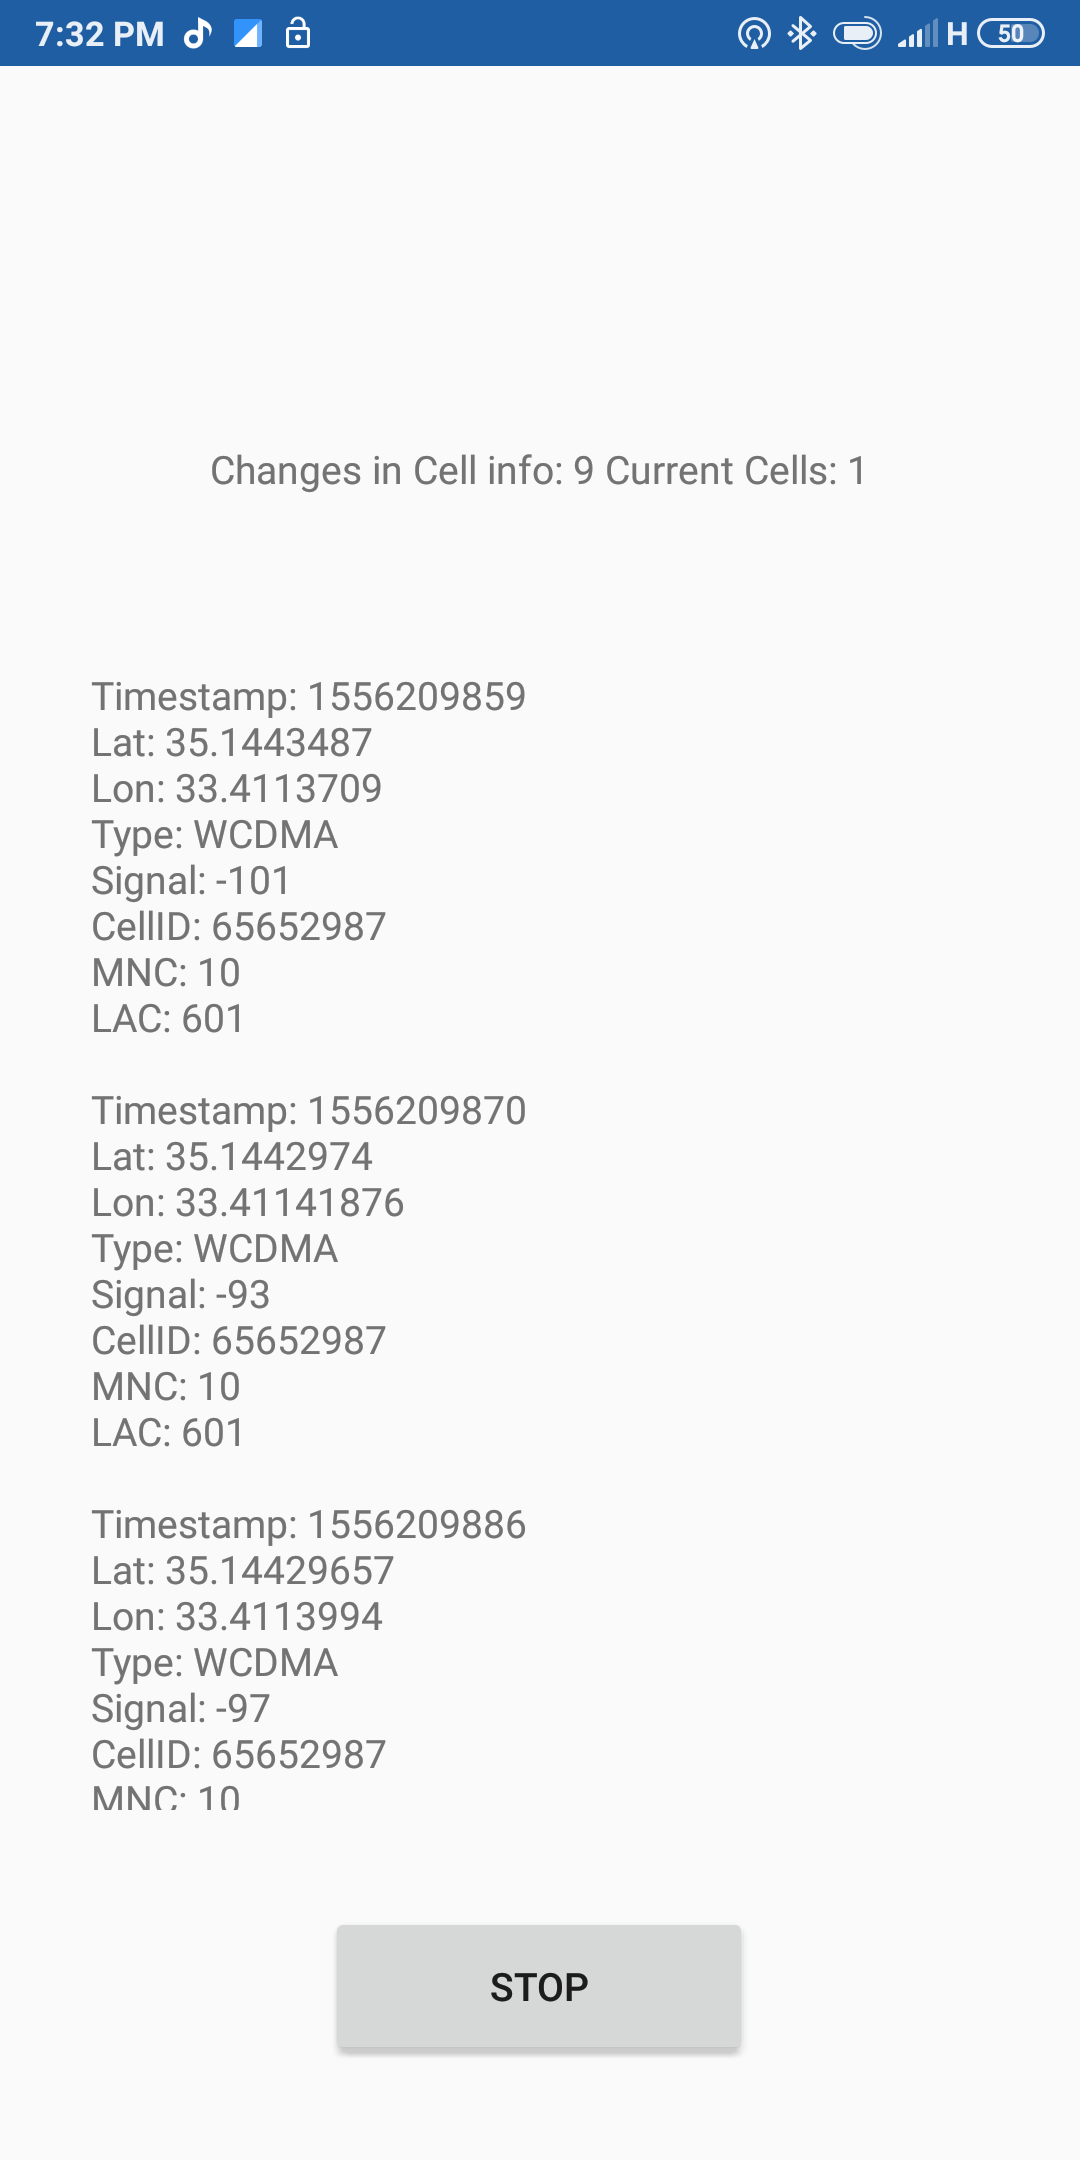 7:32 PM H 50
Changes in Cell info: 9 Current Cells: 1
Timestamp: 1556209859
Lat: 35.1443487
Lon: 33.4113709
Type: WCDMA
Signal: -101
CellID: 65652987
MNC: 10
LAC: 601
Timestamp: 1556209870
Lat: 35.1442974
Lon: 33.41141876
Type: WCDMA
Signal: -93
CellID: 65652987
MNC: 10
LAC: 601
Timestamp: 1556209886
Lat: 35.14429657
Lon: 33.4113994
Type: WCDMA
Signal: -97
CellID: 65652987
MNC: 10
STOP